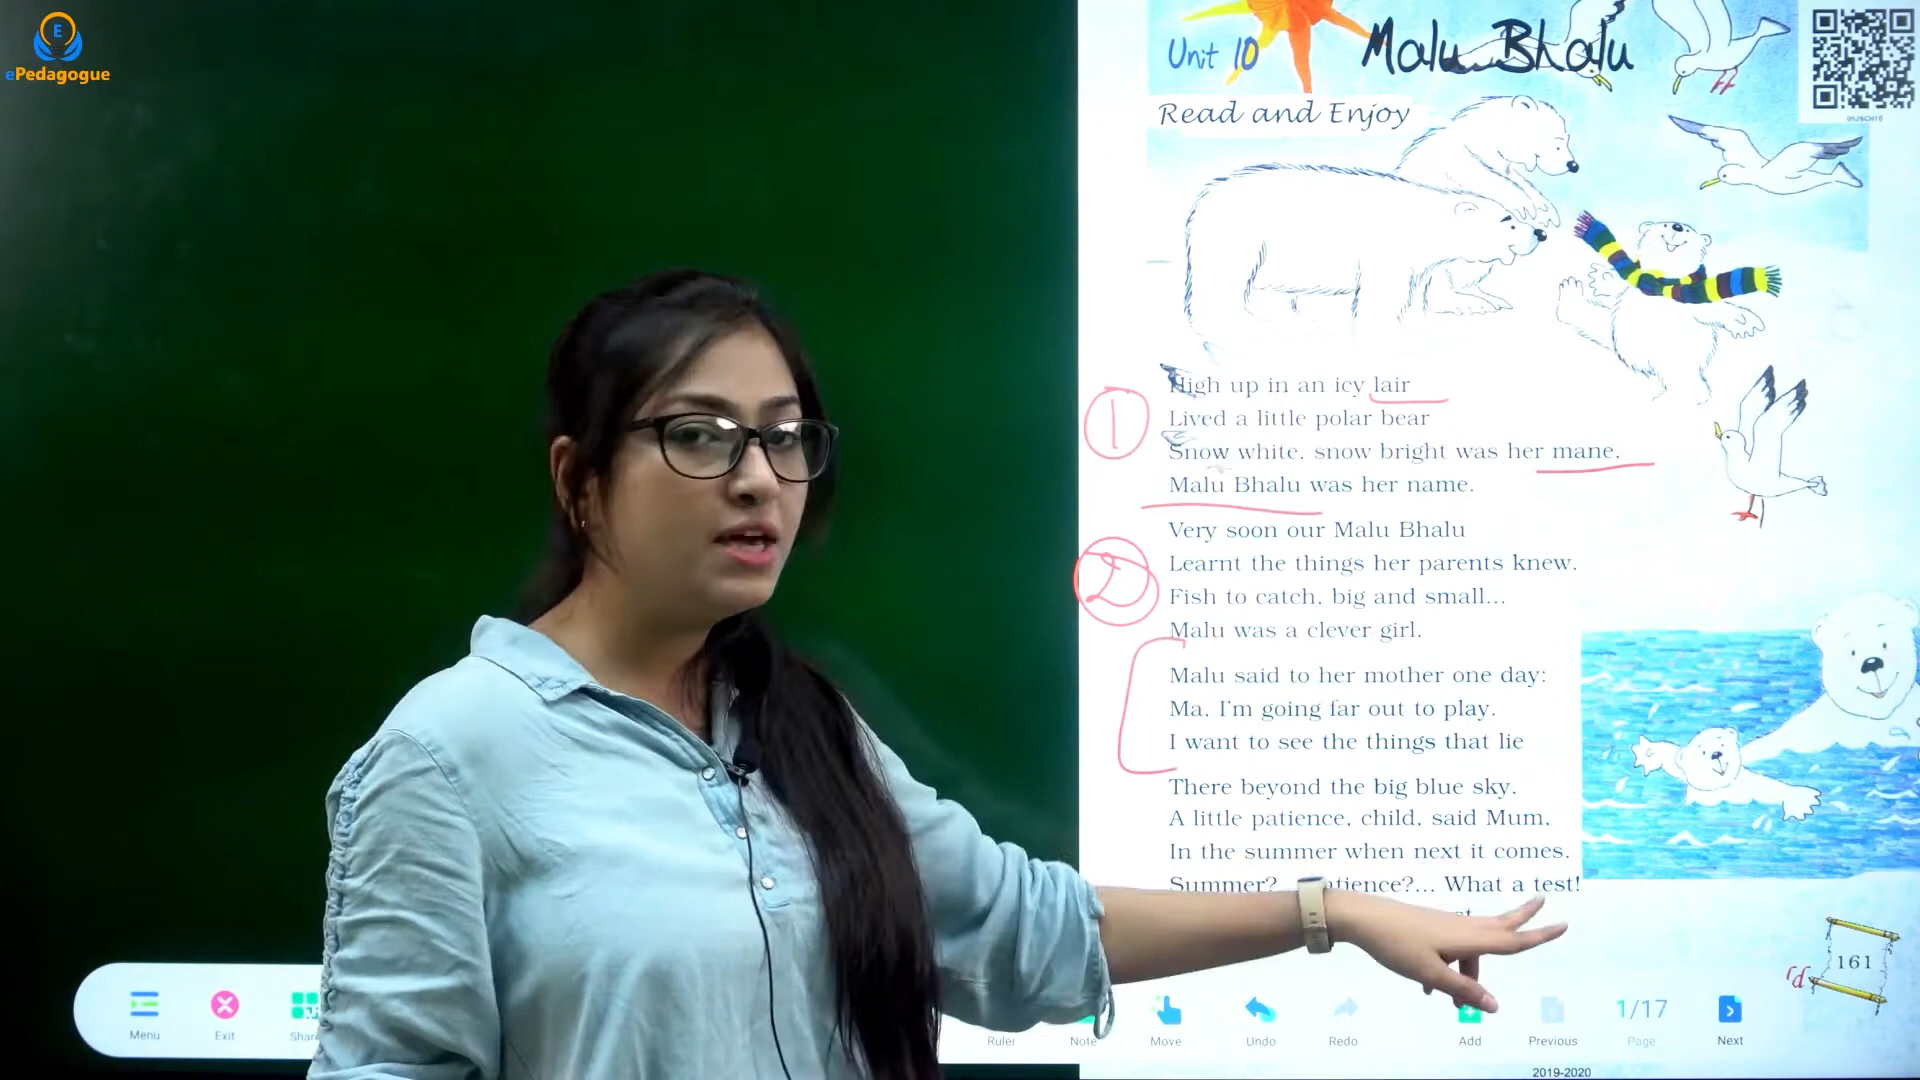 E
ePedagogue
Unit 10
Malu Bhalu
Read and Enjoy
0526CH10
High up in an icy lair
Lived a little polar bear
Snow white, snow bright was her mane,
Malu Bhalu was her name.
1
Very soon our Malu Bhalu
Learnt the things her parents knew.
Fish to catch, big and small...
Malu was a clever girl.
2
Malu said to her mother one day:
Ma, I'm going far out to play.
I want to see the things that lie
There beyond the big blue sky.
A little patience, child, said Mum,
In the summer when next it comes.
Summer? ... What a test!
161
Menu
Exit
Ruler
Note
Move
Undo
Redo
Add
Previous
1/17
Page
Next
2019-2020